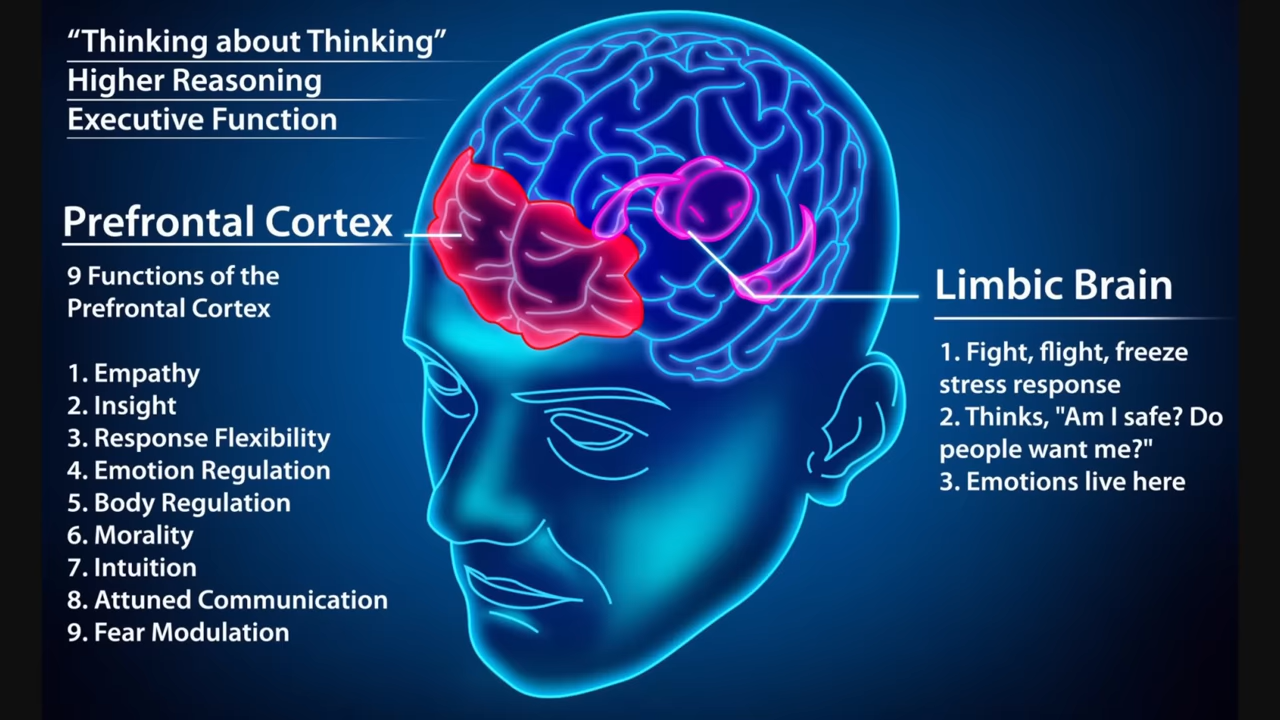 “Thinking about Thinking”
Higher Reasoning
Executive Function
Prefrontal Cortex
9 Functions of the
Prefrontal Cortex
1. Empathy
2. Insight
3. Response Flexibility
4. Emotion Regulation
5. Body Regulation
6. Morality
7. Intuition
8. Attuned Communication
9. Fear Modulation
Limbic Brain
1. Fight, flight, freeze
stress response
2. Thinks, "Am I safe? Do
people want me?"
3. Emotions live here